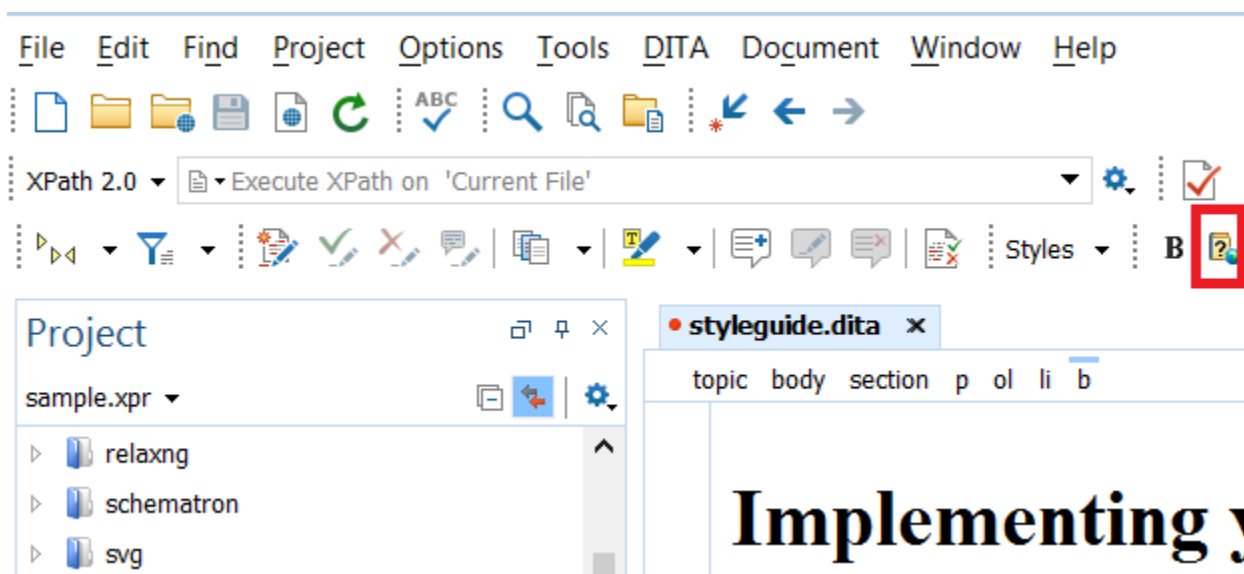 File Edit Find Project Options Tools DITA Document Window Help
ABC
XPath 2.0 Execute XPath on 'Current File'
T Styles B ?
Project
styleguide.dita
sample.xpr
topic body section p ol li b
relaxng
schematron
svg
Implementing